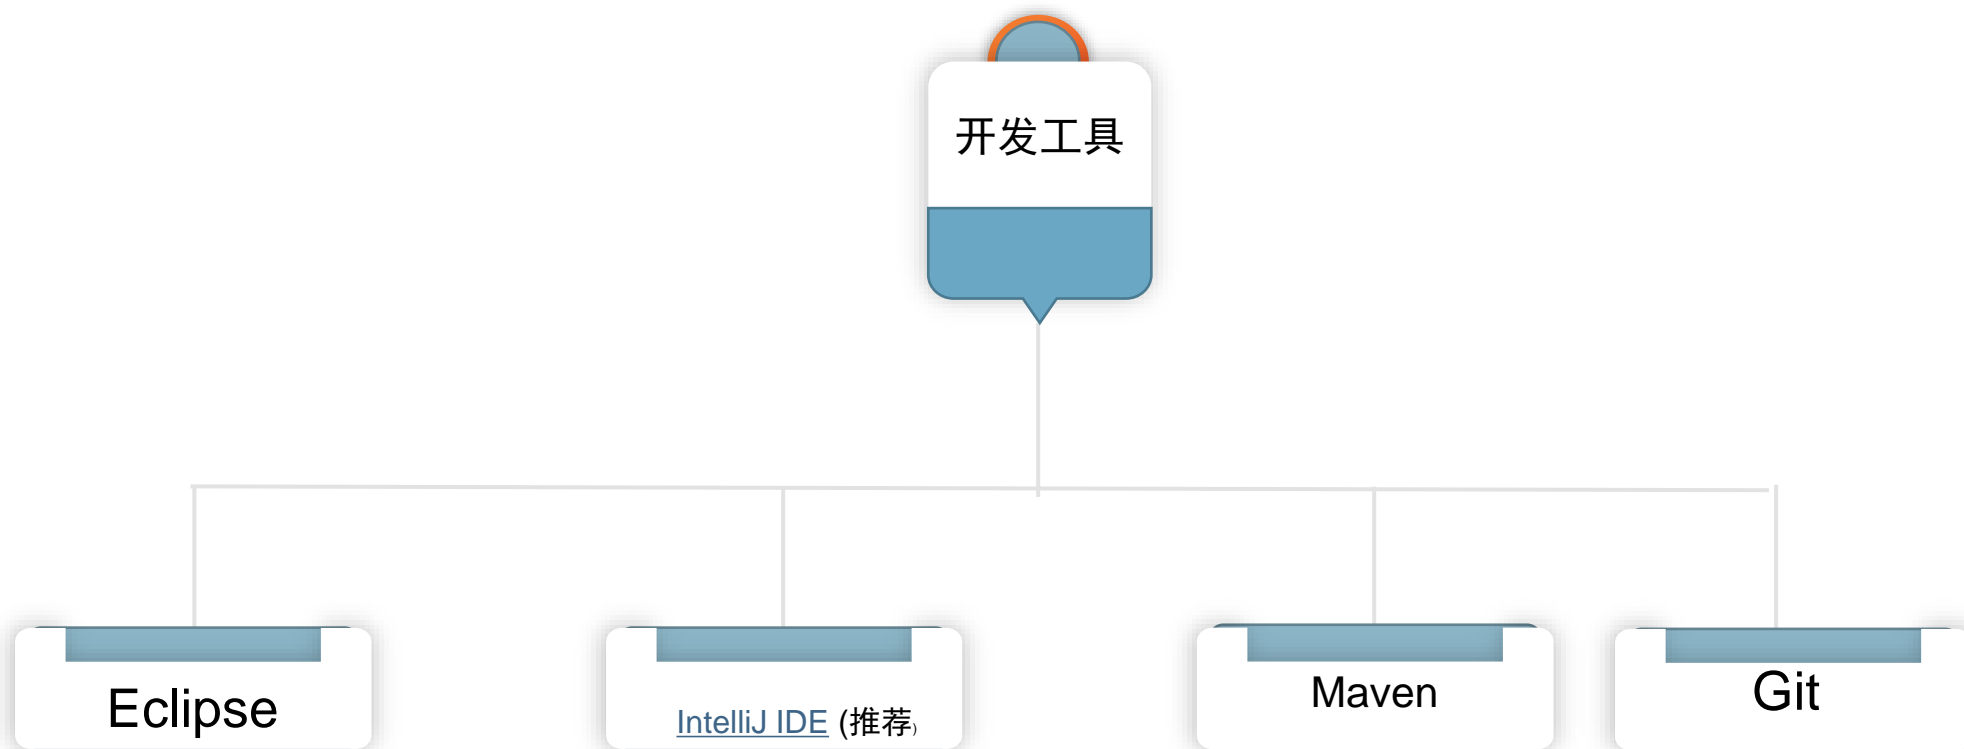 开发工具
Eclipse
IntelliJ IDE (推荐)
Maven
Git